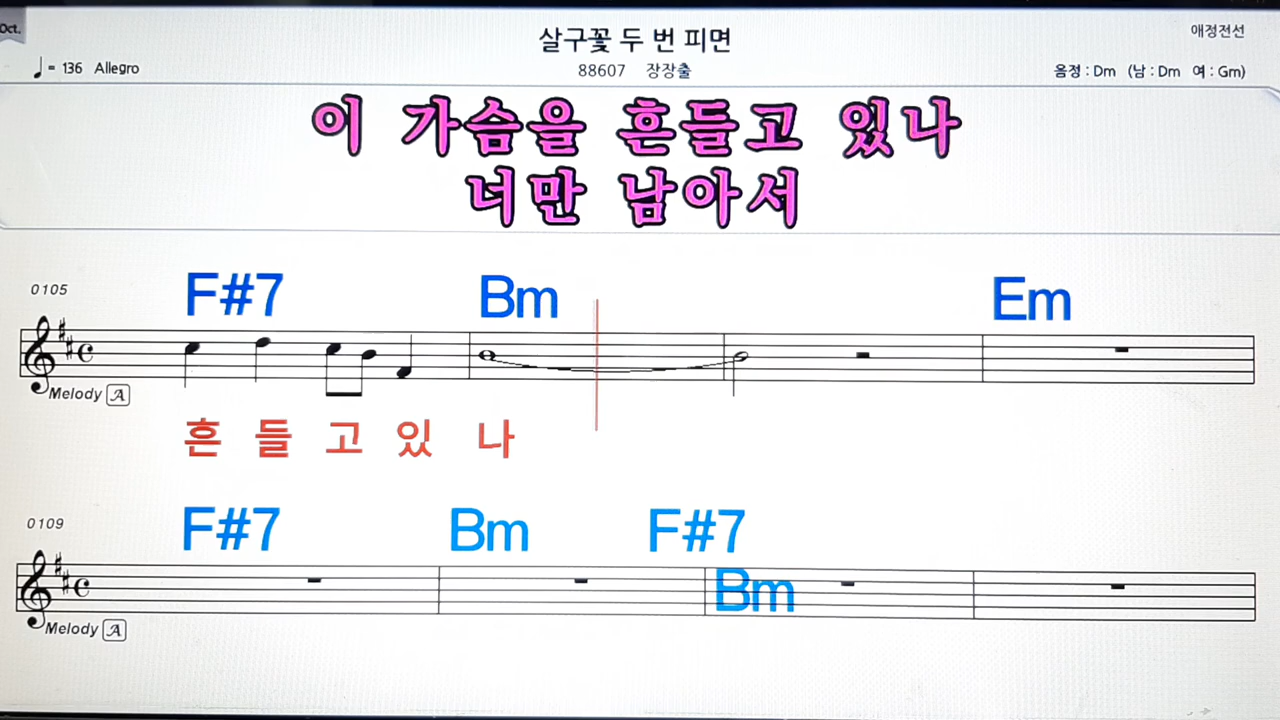 Oct.
살구꽃 두 번 피면
애정전선
♩= 136 Allegro
88607 장장출
음정 : Dm (남 : Dm 여 : Gm)
이 가슴을 흔들고 있나
너만 남아서
0105
F#7 Bm Em
Melody A
흔 들 고 있 나
0109
F#7 Bm F#7
Bm
Melody A